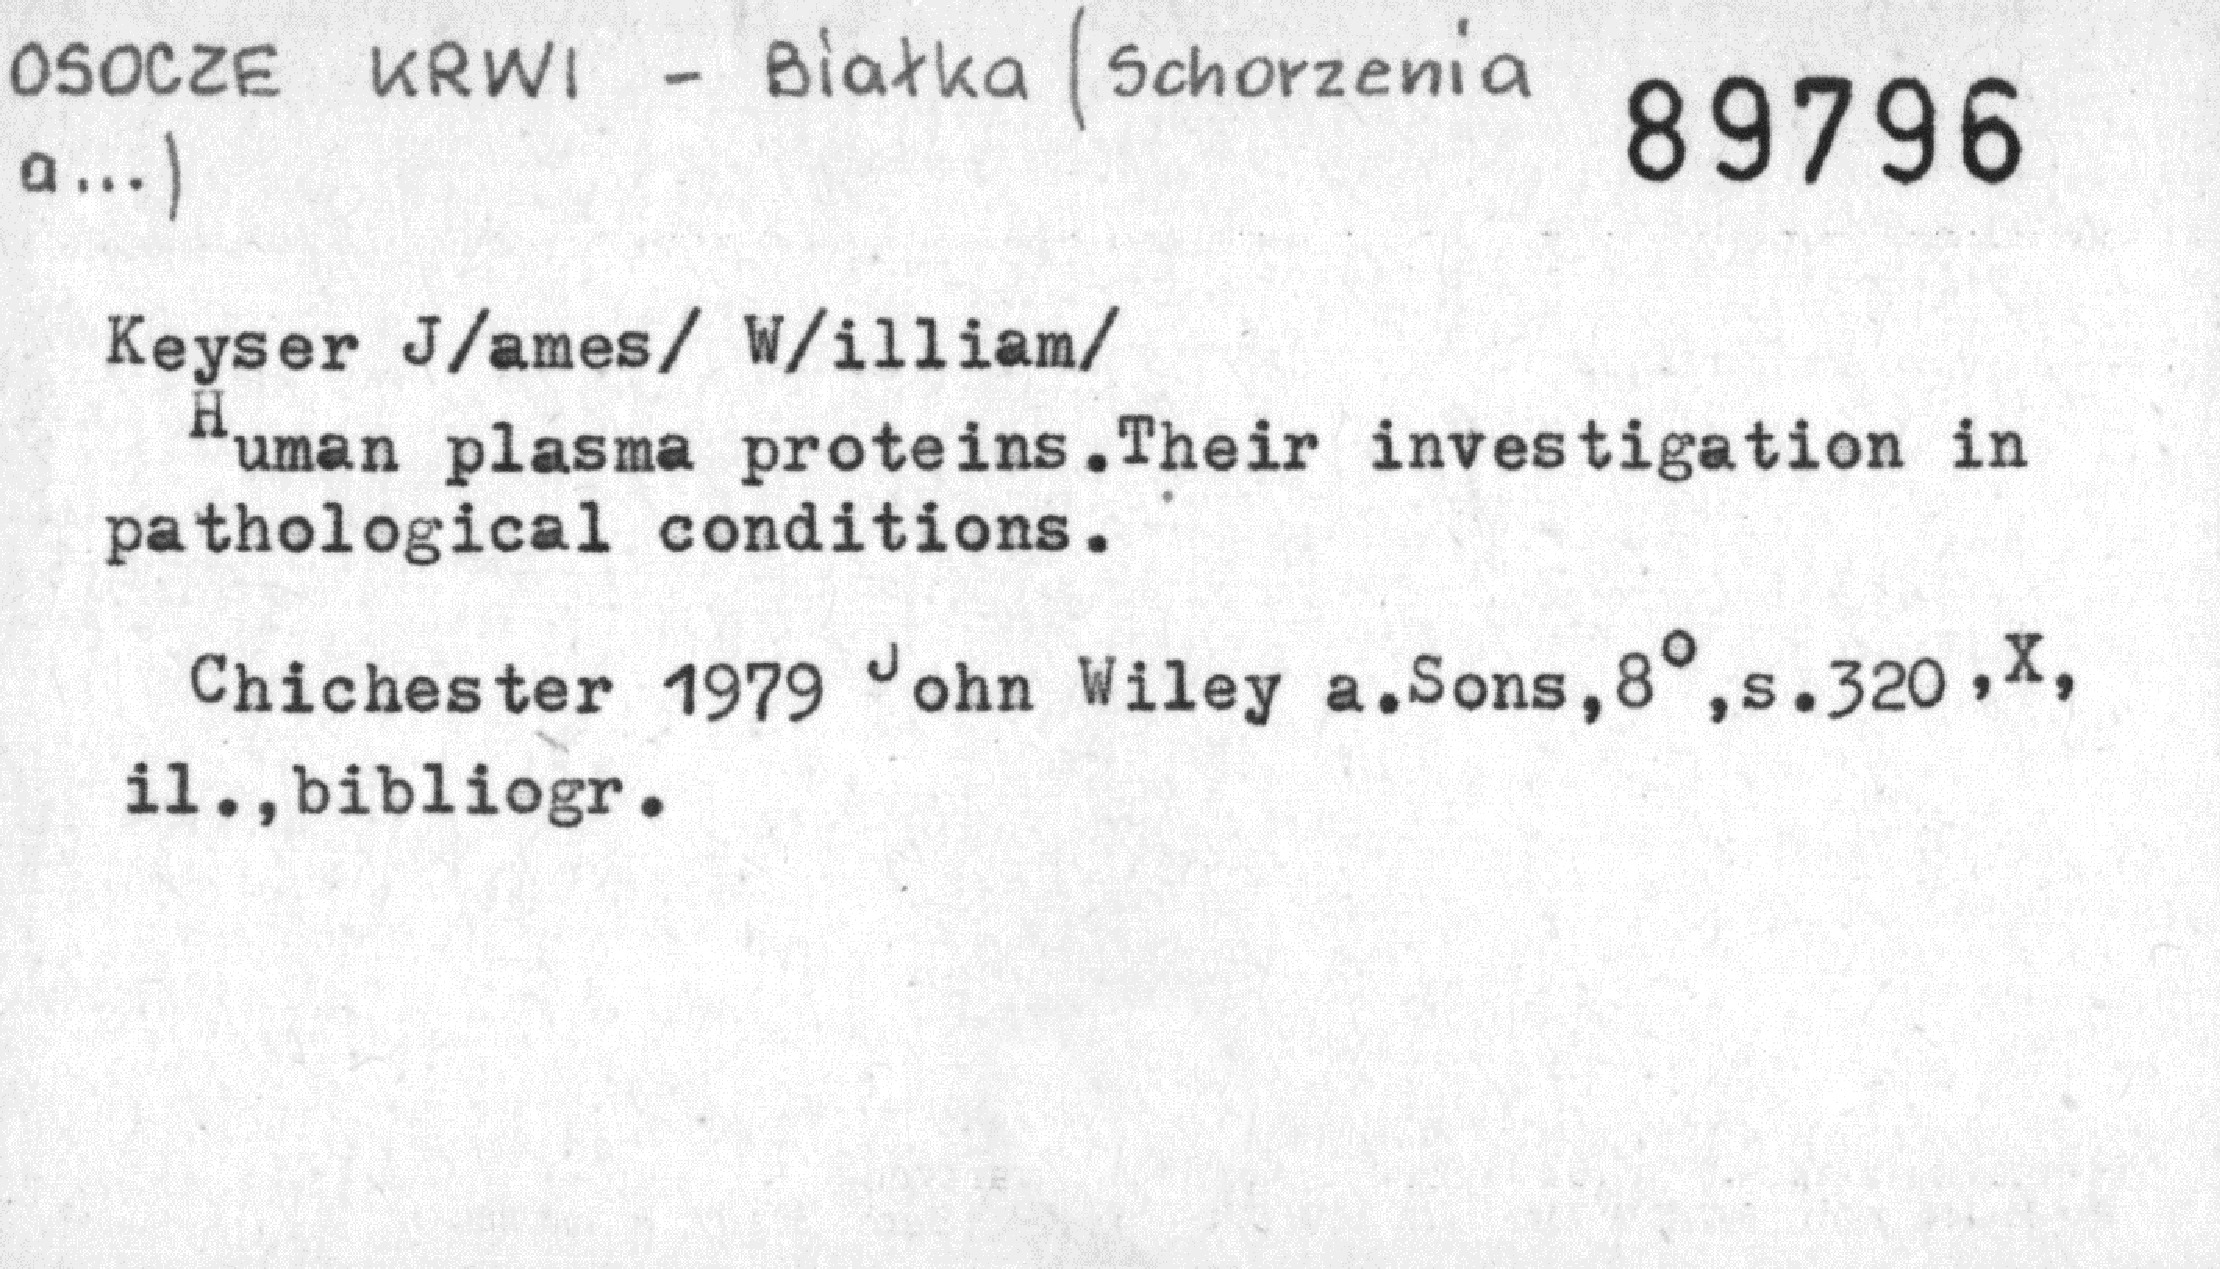 OSOCZE KRWI - Białka (Schorzenia
a...)
89796
Keyser J/ames/ W/illiam/
Human plasma proteins.Their investigation in
pathological conditions.
Chichester 1979 John Wiley a.Sons,8°,s.320,X,
il.,bibliogr.